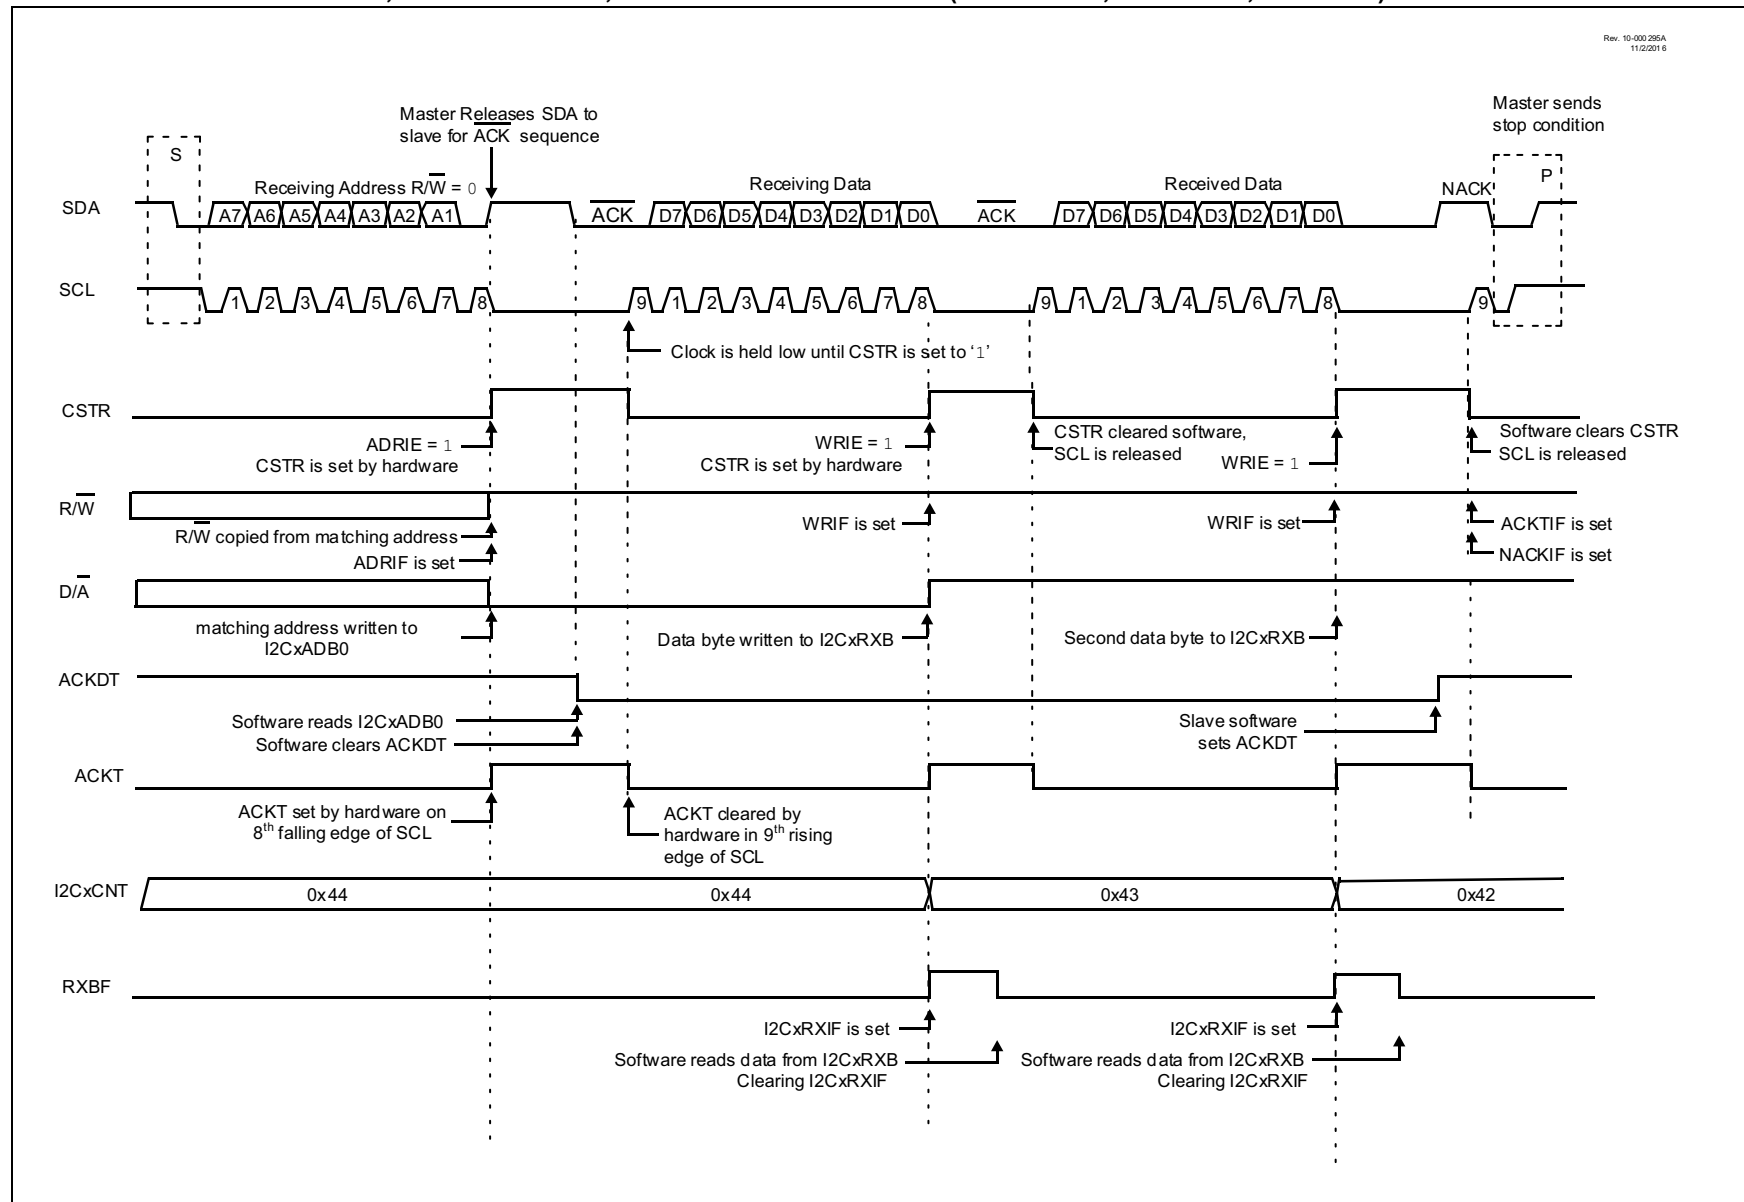 Rev. 10-000295A
11/2/2016
Master Releases SDA to
slave for ACK sequence
Master sends
stop condition
S
P
Receiving Address R/W = 0
Receiving Data
Received Data
NACK
SDA
A7 A6 A5 A4 A3 A2 A1
ACK
D7 D6 D5 D4 D3 D2 D1 D0
ACK
D7 D6 D5 D4 D3 D2 D1 D0
SCL
1 2 3 4 5 6 7 8 9 1 2 3 4 5 6 7 8 9 1 2 3 4 5 6 7 8 9
Clock is held low until CSTR is set to ‘1’
CSTR
ADRIE = 1
CSTR is set by hardware
WRIE = 1
CSTR is set by hardware
CSTR cleared software,
SCL is released
WRIE = 1
Software clears CSTR
SCL is released
R/W
R/W copied from matching address
ADRIF is set
WRIF is set
WRIF is set
ACKTIF is set
NACKIF is set
D/A
matching address written to
I2CxADB0
Data byte written to I2CxRXB
Second data byte to I2CxRXB
ACKDT
Software reads I2CxADB0
Software clears ACKDT
Slave software
sets ACKDT
ACKT
ACKT set by hardware on
8th falling edge of SCL
ACKT cleared by
hardware in 9th rising
edge of SCL
I2CxCNT
0x44
0x44
0x43
0x42
RXBF
I2CxRXIF is set
I2CxRXIF is set
Software reads data from I2CxRXB
Clearing I2CxRXIF
Software reads data from I2CxRXB
Clearing I2CxRXIF